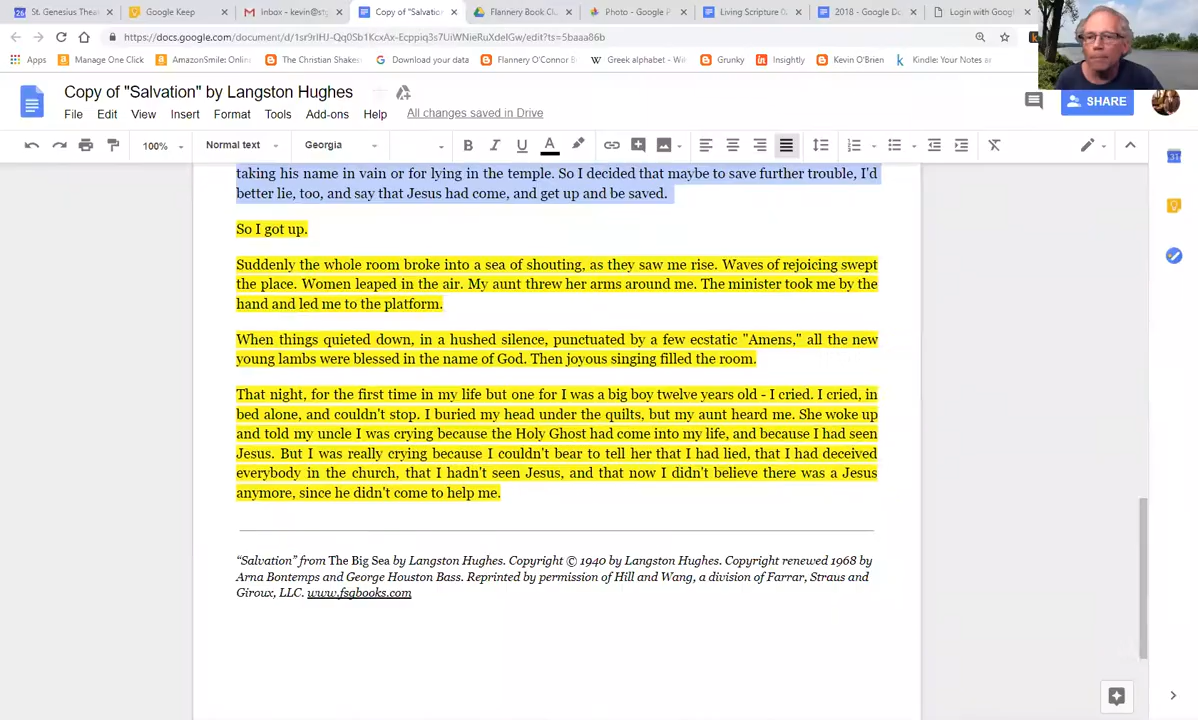 St. Genesius Thea
Google Keep
Inbox - kevin@stg
Copy of "Salvatio
Flannery Book Clu
Photo - Google P
Living Scripture 0
2018 - Google Do
Login with Googl
https://docs.google.com/document/d/
/edit?ts=5baaa86b
Apps
Manage One Click
AmazonSmile: Onlin
The Christian Shakes
Download your data
Flannery O'Connor B
Greek alphabet - Wi
Grunky
Insightly
Kevin O'Brien
Kindle: Your Notes a
Copy of "Salvation" by Langston Hughes
File Edit View Insert Format Tools Add-ons Help All changes saved in Drive
SHARE
100% Normal text Georgia B I U A
taking his name in vain or for lying in the temple. So I decided that maybe to save further trouble, I'd
better lie, too, and say that Jesus had come, and get up and be saved.
So I got up.
Suddenly the whole room broke into a sea of shouting, as they saw me rise. Waves of rejoicing swept
the place. Women leaped in the air. My aunt threw her arms around me. The minister took me by the
hand and led me to the platform.
When things quieted down, in a hushed silence, punctuated by a few ecstatic "Amens," all the new
young lambs were blessed in the name of God. Then joyous singing filled the room.
That night, for the first time in my life but one for I was a big boy twelve years old - I cried. I cried, in
bed alone, and couldn't stop. I buried my head under the quilts, but my aunt heard me. She woke up
and told my uncle I was crying because the Holy Ghost had come into my life, and because I had seen
Jesus. But I was really crying because I couldn't bear to tell her that I had lied, that I had deceived
everybody in the church, that I hadn't seen Jesus, and that now I didn't believe there was a Jesus
anymore, since he didn't come to help me.
“Salvation” from The Big Sea by Langston Hughes. Copyright © 1940 by Langston Hughes. Copyright renewed 1968 by
Arna Bontemps and George Houston Bass. Reprinted by permission of Hill and Wang, a division of Farrar, Straus and
Giroux, LLC. www.fsgbooks.com